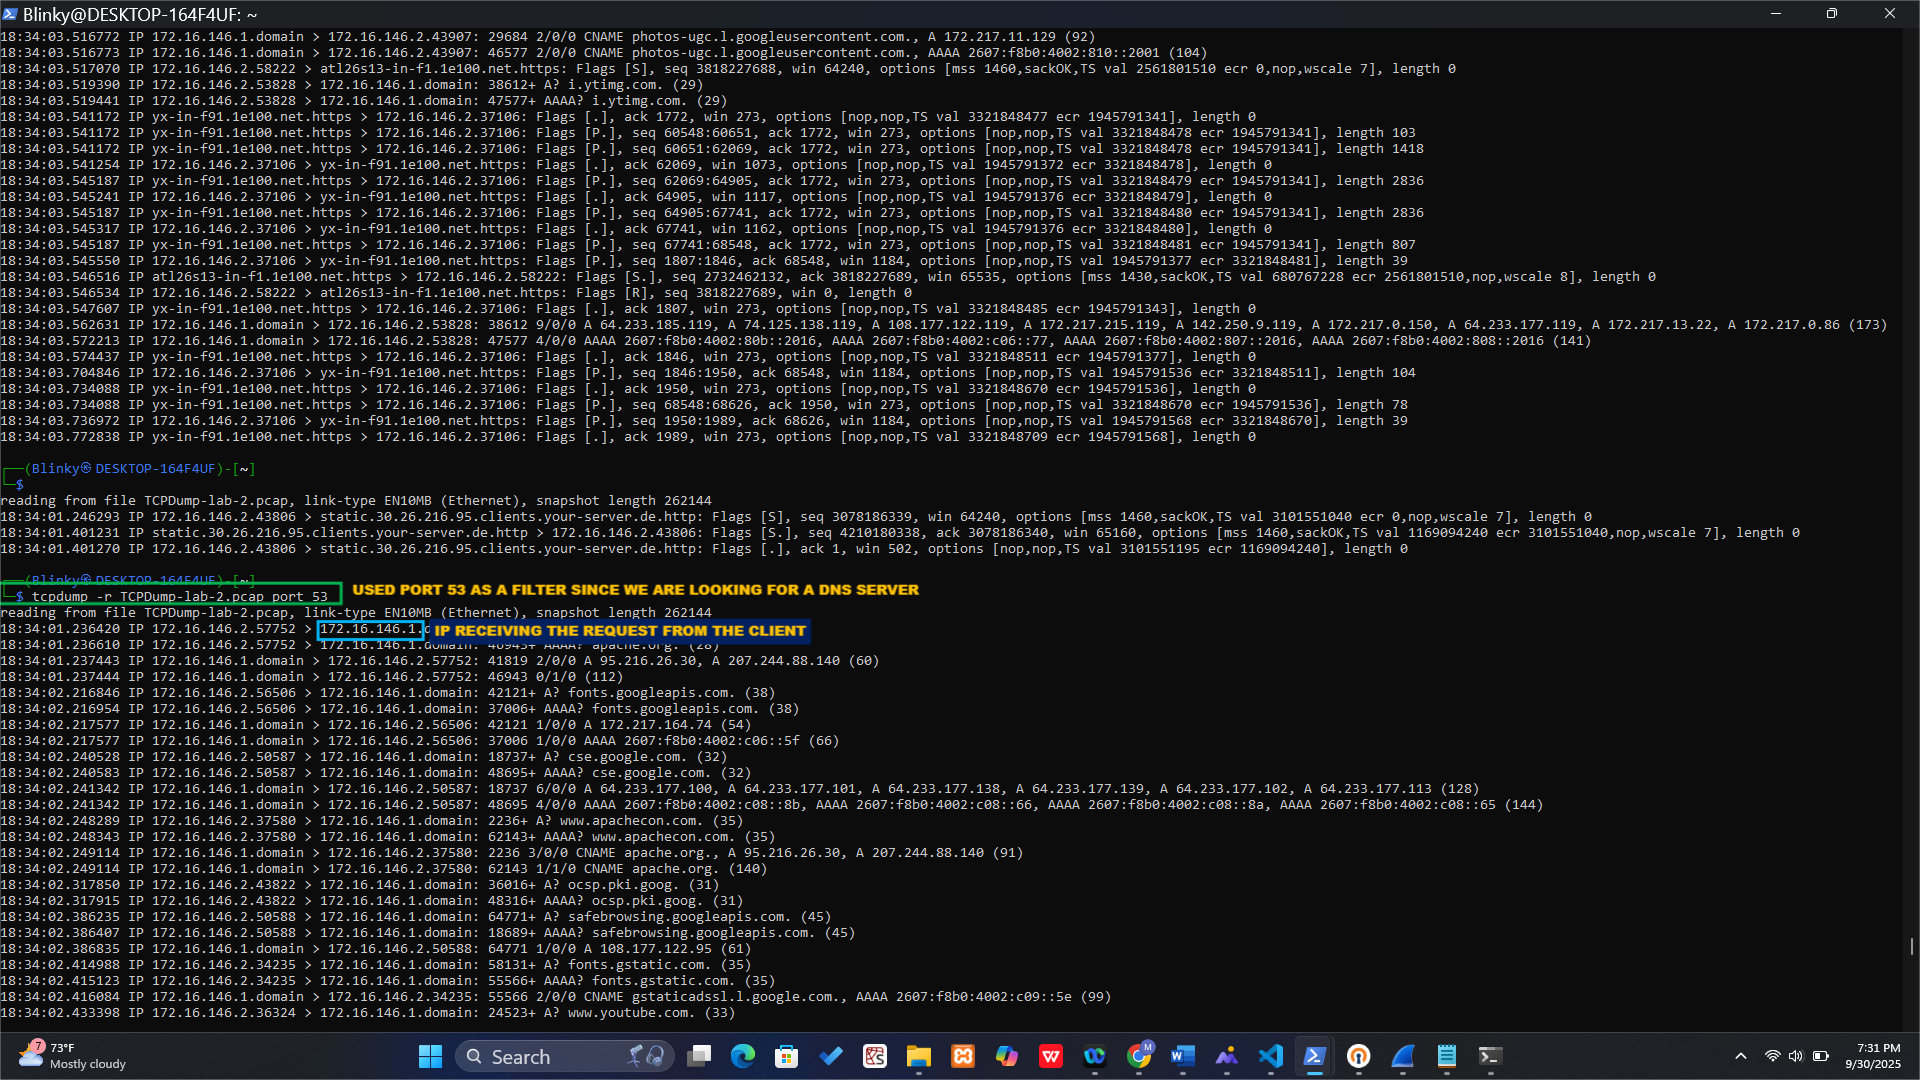 Blinky@DESKTOP-164F4UF: ~
18:34:03.516772 IP 172.16.146.1.domain > 172.16.146.2.43907: 29684 2/0/0 CNAME photos-ugc.l.googleusercontent.com., A 172.217.11.129 (92)
18:34:03.517040 IP 172.16.146.1.domain > 172.16.146.2.43907: 46577 2/0/0 CNAME photos-ugc.l.googleusercontent.com., AAAA 2607:f8b0:4002:810::2001 (104)
18:34:03.517070 IP 172.16.146.2.58222 > atl26s13-in-f1.1e100.net.https: Flags [S], seq 3818227688, win 64240, options [mss 1460,sackOK,TS val 2561801510 ecr 0,nop,wscale 7], length 0
18:34:03.519390 IP 172.16.146.2.53828 > 172.16.146.1.domain: 38612+ A? i.ytimg.com. (29)
18:34:03.519441 IP 172.16.146.2.53828 > 172.16.146.1.domain: 47577+ AAAA? i.ytimg.com. (29)
18:34:03.541172 IP yx-in-f91.1e100.net.https > 172.16.146.2.37106: Flags [.], ack 1772, win 273, options [nop,nop,TS val 3321848477 ecr 1945791341], length 0
18:34:03.541172 IP yx-in-f91.1e100.net.https > 172.16.146.2.37106: Flags [P.], seq 60548:60651, ack 1772, win 273, options [nop,nop,TS val 3321848478 ecr 1945791341], length 103
18:34:03.541172 IP yx-in-f91.1e100.net.https > 172.16.146.2.37106: Flags [P.], seq 60651:62069, ack 1772, win 273, options [nop,nop,TS val 3321848478 ecr 1945791341], length 1418
18:34:03.541254 IP 172.16.146.2.37106 > yx-in-f91.1e100.net.https: Flags [.], ack 62069, win 1073, options [nop,nop,TS val 1945791372 ecr 3321848478], length 0
18:34:03.545187 IP yx-in-f91.1e100.net.https > 172.16.146.2.37106: Flags [P.], seq 62069:64905, ack 1772, win 273, options [nop,nop,TS val 3321848479 ecr 1945791341], length 2836
18:34:03.545241 IP 172.16.146.2.37106 > yx-in-f91.1e100.net.https: Flags [.], ack 64905, win 1117, options [nop,nop,TS val 1945791376 ecr 3321848479], length 0
18:34:03.545187 IP yx-in-f91.1e100.net.https > 172.16.146.2.37106: Flags [P.], seq 64905:67741, ack 1772, win 273, options [nop,nop,TS val 3321848480 ecr 1945791341], length 2836
18:34:03.545317 IP 172.16.146.2.37106 > yx-in-f91.1e100.net.https: Flags [.], ack 67741, win 1162, options [nop,nop,TS val 1945791376 ecr 3321848480], length 0
18:34:03.545187 IP yx-in-f91.1e100.net.https > 172.16.146.2.37106: Flags [P.], seq 67741:68548, ack 1772, win 273, options [nop,nop,TS val 3321848481 ecr 1945791341], length 807
18:34:03.545550 IP 172.16.146.2.37106 > yx-in-f91.1e100.net.https: Flags [P.], seq 1807:1846, ack 68548, win 1184, options [nop,nop,TS val 1945791377 ecr 3321848481], length 39
18:34:03.546516 IP atl26s13-in-f1.1e100.net.https > 172.16.146.2.58222: Flags [S.], seq 2732462132, ack 3818227689, win 65535, options [mss 1430,sackOK,TS val 680767228 ecr 2561801510,nop,wscale 8], length 0
18:34:03.546534 IP 172.16.146.2.58222 > atl26s13-in-f1.1e100.net.https: Flags [R], seq 3818227689, win 0, length 0
18:34:03.547607 IP yx-in-f91.1e100.net.https > 172.16.146.2.37106: Flags [.], ack 1807, win 273, options [nop,nop,TS val 3321848485 ecr 1945791343], length 0
18:34:03.562631 IP 172.16.146.1.domain > 172.16.146.2.53828: 38612 9/0/0 A 64.233.185.119, A 74.125.138.119, A 108.177.122.119, A 172.217.215.119, A 142.250.9.119, A 172.217.0.150, A 64.233.177.119, A 172.217.13.22, A 172.217.0.86 (173)
18:34:03.572213 IP 172.16.146.1.domain > 172.16.146.2.53828: 47577 4/0/0 AAAA 2607:f8b0:4002:80b::2016, AAAA 2607:f8b0:4002:c06::77, AAAA 2607:f8b0:4002:807::2016, AAAA 2607:f8b0:4002:808::2016 (141)
18:34:03.574437 IP yx-in-f91.1e100.net.https > 172.16.146.2.37106: Flags [.], ack 1846, win 273, options [nop,nop,TS val 3321848511 ecr 1945791377], length 0
18:34:03.704846 IP 172.16.146.2.37106 > yx-in-f91.1e100.net.https: Flags [P.], seq 1846:1950, ack 68548, win 1184, options [nop,nop,TS val 1945791536 ecr 3321848511], length 104
18:34:03.734088 IP yx-in-f91.1e100.net.https > 172.16.146.2.37106: Flags [.], ack 1950, win 273, options [nop,nop,TS val 3321848670 ecr 1945791536], length 0
18:34:03.734088 IP yx-in-f91.1e100.net.https > 172.16.146.2.37106: Flags [P.], seq 68548:68626, ack 1950, win 273, options [nop,nop,TS val 3321848670 ecr 1945791536], length 78
18:34:03.736972 IP 172.16.146.2.37106 > yx-in-f91.1e100.net.https: Flags [P.], seq 1950:1989, ack 68626, win 1184, options [nop,nop,TS val 1945791568 ecr 3321848670], length 39
18:34:03.772838 IP yx-in-f91.1e100.net.https > 172.16.146.2.37106: Flags [.], ack 1989, win 273, options [nop,nop,TS val 3321848709 ecr 1945791568], length 0
┌──(Blinky㉿DESKTOP-164F4UF)-[~]
└─$
reading from file TCPDump-lab-2.pcap, link-type EN10MB (Ethernet), snapshot length 262144
18:34:01.246293 IP 172.16.146.2.43806 > static.30.26.216.95.clients.your-server.de.http: Flags [S], seq 3078186339, win 64240, options [mss 1460,sackOK,TS val 3101551040 ecr 0,nop,wscale 7], length 0
18:34:01.401231 IP static.30.26.216.95.clients.your-server.de.http > 172.16.146.2.43806: Flags [S.], seq 4210180338, ack 3078186340, win 65160, options [mss 1460,sackOK,TS val 1169094240 ecr 3101551040,nop,wscale 7], length 0
18:34:01.401270 IP 172.16.146.2.43806 > static.30.26.216.95.clients.your-server.de.http: Flags [.], ack 1, win 502, options [nop,nop,TS val 3101551195 ecr 1169094240], length 0
┌──(Blinky㉿DESKTOP-164F4UF)-[~]
└─$ tcpdump -r TCPDump-lab-2.pcap port 53
USED PORT 53 AS A FILTER SINCE WE ARE LOOKING FOR A DNS SERVER
reading from file TCPDump-lab-2.pcap, link-type EN10MB (Ethernet), snapshot length 262144
18:34:01.236420 IP 172.16.146.2.57752 > 172.16.146.1.
IP RECEIVING THE REQUEST FROM THE CLIENT
18:34:01.236610 IP 172.16.146.2.57752 > 172.16.146.1.domain: 46943+ AAAA? apache.org. (28)
18:34:01.237443 IP 172.16.146.1.domain > 172.16.146.2.57752: 41819 2/0/0 A 95.216.26.30, A 207.244.88.140 (60)
18:34:01.237444 IP 172.16.146.1.domain > 172.16.146.2.57752: 46943 0/1/0 (112)
18:34:02.216846 IP 172.16.146.2.56506 > 172.16.146.1.domain: 42121+ A? fonts.googleapis.com. (38)
18:34:02.216954 IP 172.16.146.2.56506 > 172.16.146.1.domain: 37006+ AAAA? fonts.googleapis.com. (38)
18:34:02.217577 IP 172.16.146.1.domain > 172.16.146.2.56506: 42121 1/0/0 A 172.217.164.74 (54)
18:34:02.217577 IP 172.16.146.1.domain > 172.16.146.2.56506: 37006 1/0/0 AAAA 2607:f8b0:4002:c06::5f (66)
18:34:02.240528 IP 172.16.146.2.50587 > 172.16.146.1.domain: 18737+ A? cse.google.com. (32)
18:34:02.240583 IP 172.16.146.2.50587 > 172.16.146.1.domain: 48695+ AAAA? cse.google.com. (32)
18:34:02.241342 IP 172.16.146.1.domain > 172.16.146.2.50587: 18737 6/0/0 A 64.233.177.100, A 64.233.177.101, A 64.233.177.138, A 64.233.177.139, A 64.233.177.102, A 64.233.177.113 (128)
18:34:02.241342 IP 172.16.146.1.domain > 172.16.146.2.50587: 48695 4/0/0 AAAA 2607:f8b0:4002:c08::8b, AAAA 2607:f8b0:4002:c08::66, AAAA 2607:f8b0:4002:c08::8a, AAAA 2607:f8b0:4002:c08::65 (144)
18:34:02.248289 IP 172.16.146.2.37580 > 172.16.146.1.domain: 2236+ A? www.apachecon.com. (35)
18:34:02.248343 IP 172.16.146.2.37580 > 172.16.146.1.domain: 62143+ AAAA? www.apachecon.com. (35)
18:34:02.249114 IP 172.16.146.1.domain > 172.16.146.2.37580: 2236 3/0/0 CNAME apache.org., A 95.216.26.30, A 207.244.88.140 (91)
18:34:02.249114 IP 172.16.146.1.domain > 172.16.146.2.37580: 62143 1/1/0 CNAME apache.org. (140)
18:34:02.317850 IP 172.16.146.2.43822 > 172.16.146.1.domain: 36016+ A? ocsp.pki.goog. (31)
18:34:02.317915 IP 172.16.146.2.43822 > 172.16.146.1.domain: 48316+ AAAA? ocsp.pki.goog. (31)
18:34:02.386235 IP 172.16.146.2.50588 > 172.16.146.1.domain: 64771+ A? safebrowsing.googleapis.com. (45)
18:34:02.386407 IP 172.16.146.2.50588 > 172.16.146.1.domain: 18689+ AAAA? safebrowsing.googleapis.com. (45)
18:34:02.386835 IP 172.16.146.1.domain > 172.16.146.2.50588: 64771 1/0/0 A 108.177.122.95 (61)
18:34:02.414988 IP 172.16.146.2.34235 > 172.16.146.1.domain: 58131+ A? fonts.gstatic.com. (35)
18:34:02.415123 IP 172.16.146.2.34235 > 172.16.146.1.domain: 55566+ AAAA? fonts.gstatic.com. (35)
18:34:02.416084 IP 172.16.146.1.domain > 172.16.146.2.34235: 55566 2/0/0 CNAME gstaticadssl.l.google.com., AAAA 2607:f8b0:4002:c09::5e (99)
18:34:02.433398 IP 172.16.146.2.36324 > 172.16.146.1.domain: 24523+ A? www.youtube.com. (33)
7
73°F
Mostly cloudy
Search
M
7:31 PM
9/30/2025